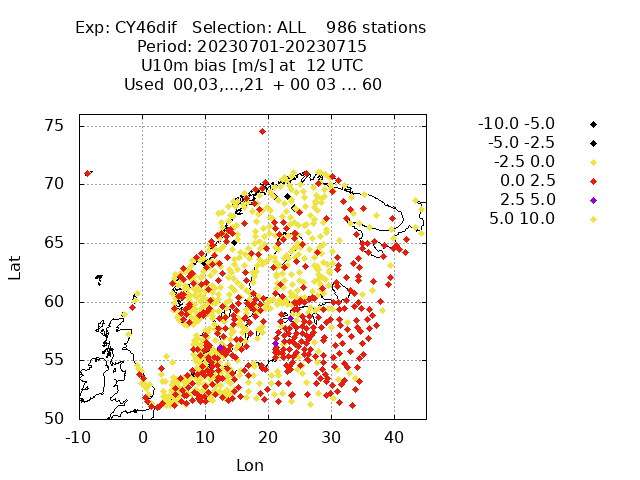 Exp: CY46dif   Selection: ALL    986 stations
Period: 20230701-20230715
U10m bias [m/s] at  12 UTC
Used  00,03,...,21  + 00 03 ... 60
-10.0 -5.0
-5.0 -2.5
-2.5 0.0
0.0 2.5
2.5 5.0
5.0 10.0
75
70
65
60
55
50
Lat
-10 0 10 20 30 40
Lon